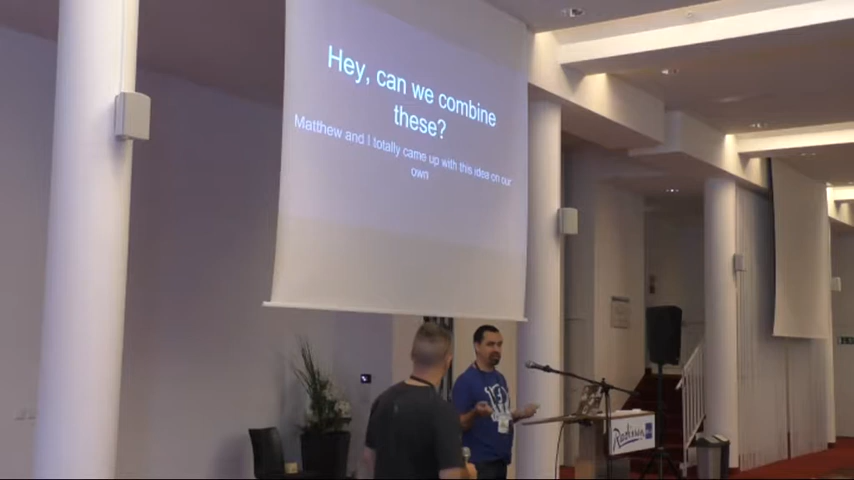 Hey, can we combine
these?
Matthew and I totally came up with this idea on our
own
Radisson